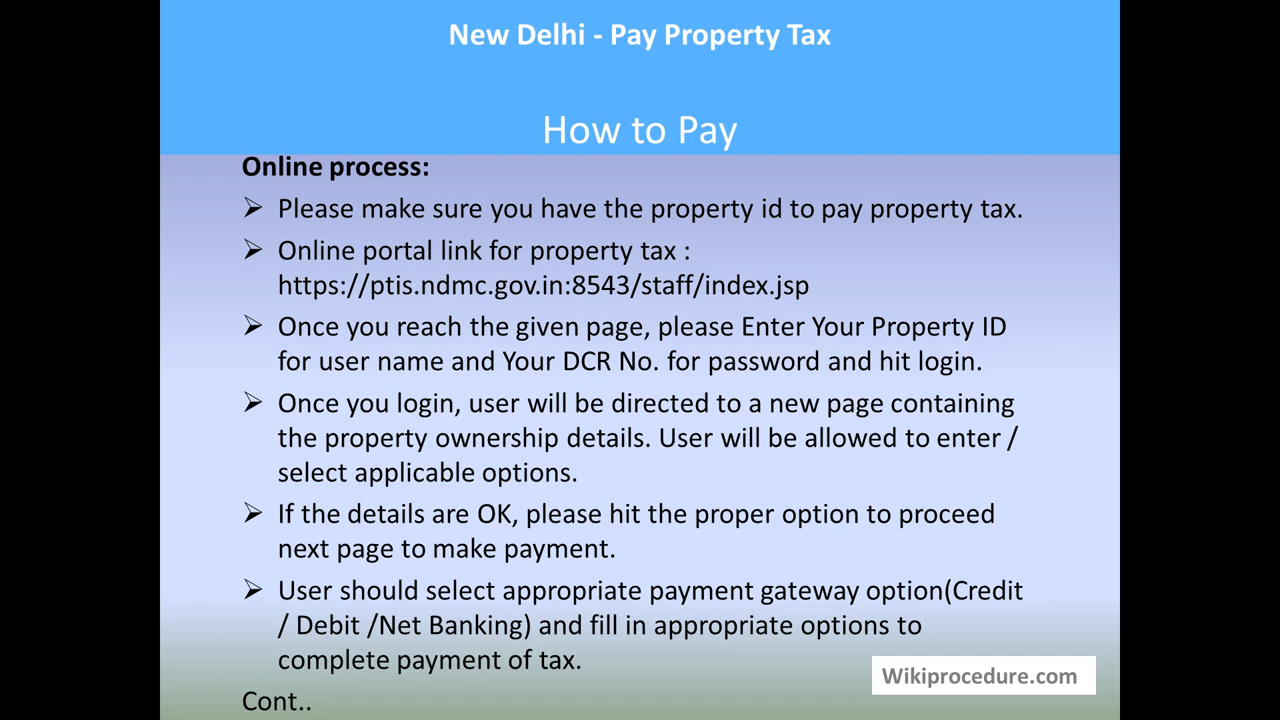 New Delhi - Pay Property Tax
How to Pay
Online process:
Please make sure you have the property id to pay property tax.
Online portal link for property tax :
https://ptis.ndmc.gov.in:8543/staff/index.jsp
Once you reach the given page, please Enter Your Property ID
for user name and Your DCR No. for password and hit login.
Once you login, user will be directed to a new page containing
the property ownership details. User will be allowed to enter /
select applicable options.
If the details are OK, please hit the proper option to proceed
next page to make payment.
User should select appropriate payment gateway option(Credit
/ Debit /Net Banking) and fill in appropriate options to
complete payment of tax.
Wikiprocedure.com
Cont..